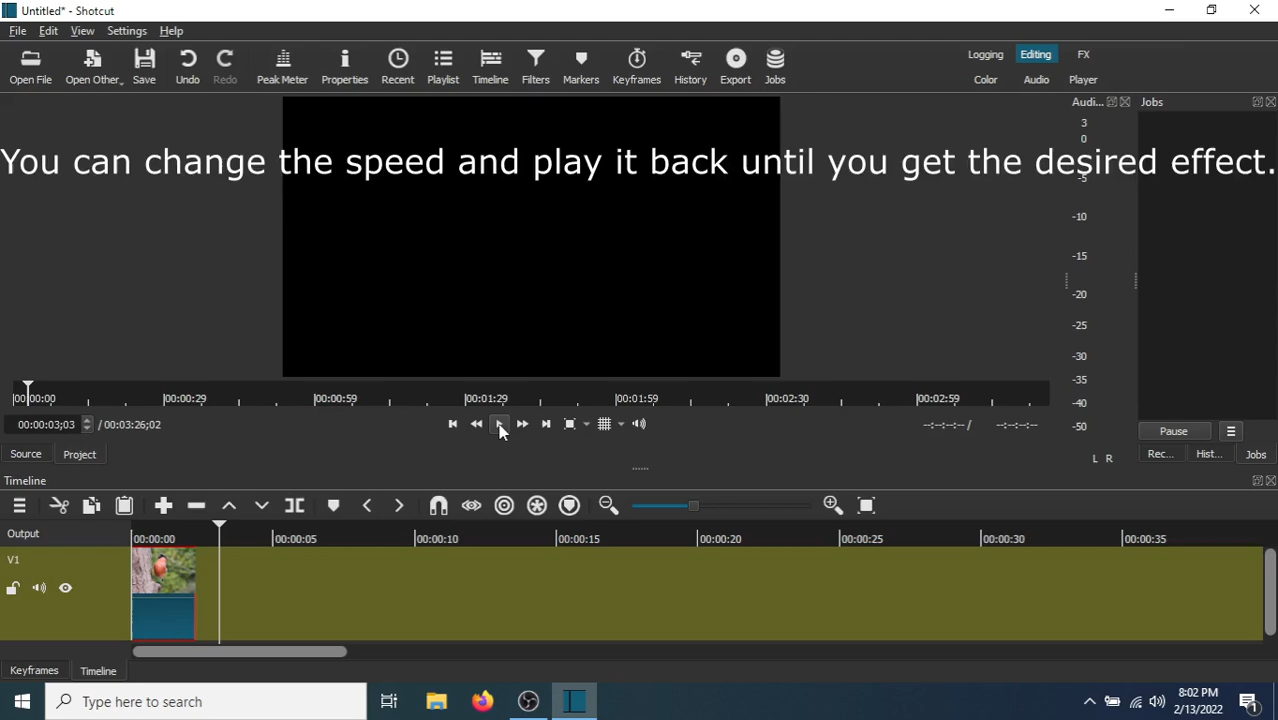 Untitled* - Shotcut
File Edit View Settings Help
Open File Open Other... Save Undo Redo Peak Meter Properties Recent Playlist Timeline Filters Markers Keyframes History Export Jobs
Logging Editing FX
Color Audio Player
Audi... Jobs
You can change the speed and play it back until you get the desired effect.
3
0
-5
-10
-15
-20
-25
-30
-35
-40
-50
L R
00:00:00 00:00:29 00:00:59 00:01:29 00:01:59 00:02:30 00:02:59
00:00:03;03 / 00:03:26;02 --:--:--:-- / --:--:--:--
Pause
Source Project Rec... Hist... Jobs
Timeline
Output 00:00:00 00:00:05 00:00:10 00:00:15 00:00:20 00:00:25 00:00:30 00:00:35
V1
Keyframes Timeline
Type here to search
8:02 PM
2/13/2022
1